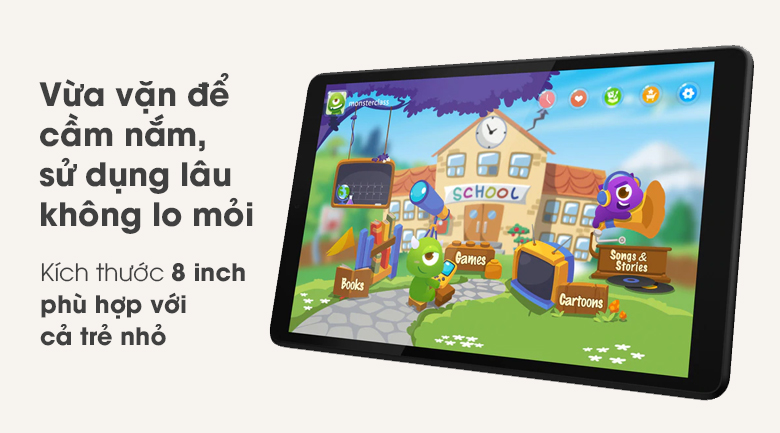 Vừa vặn để
cầm nắm,
sử dụng lâu
không lo mỏi
Kích thước 8 inch
phù hợp với
cả trẻ nhỏ
monsterclass
SCHOOL
Books
Games
Cartoons
Songs &
Stories